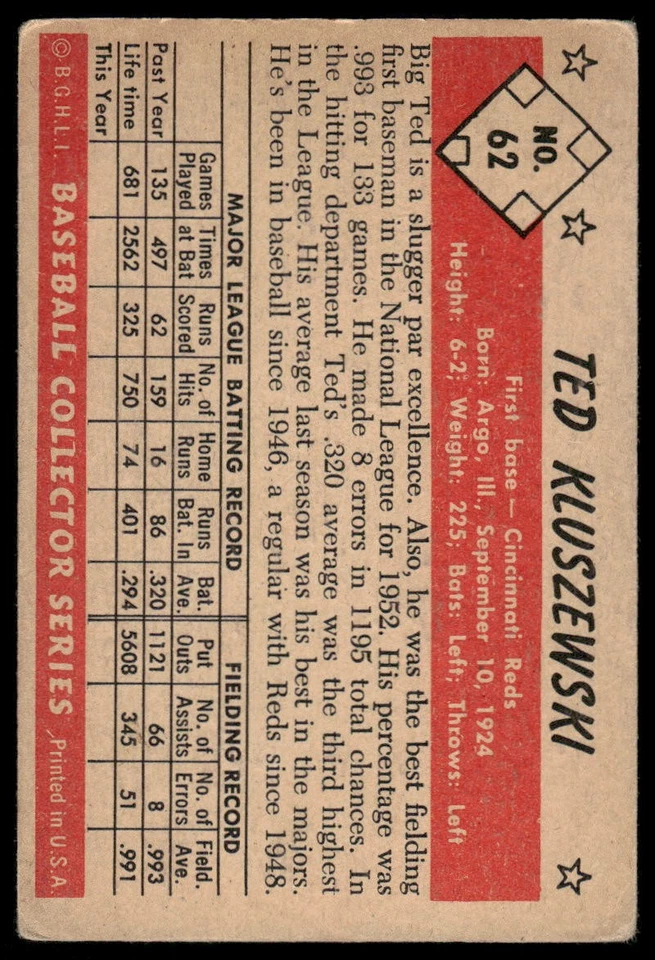 NO.
62
TED KLUSZEWSKI
First base — Cincinnati Reds
Born: Argo, Ill., September 10, 1924
Height: 6-2; Weight: 225; Bats: Left; Throws: Left
Big Ted is a slugger par excellence. Also, he was the best fielding
first baseman in the National League for 1952. His percentage was
.993 for 133 games. He made 8 errors in 1195 total chances. In
the hitting department Ted's .320 average was the third highest
in the League. His average last season was his best in the majors.
He's been in baseball since 1946, a regular with Reds since 1948.
MAJOR LEAGUE BATTING RECORD FIELDING RECORD
Games Times Runs No. of Home Runs Bat. Put No. of No. of Field.
Played at Bat Scored Hits Runs Bat. In Ave. Outs Assists Errors Ave.
Past Year 135 497 62 159 16 86 .320 1121 66 8 .993
Life time 681 2562 325 750 74 401 .294 5608 345 51 .991
This Year
© B.G.H.L.I. BASEBALL COLLECTOR SERIES Printed in U.S.A.